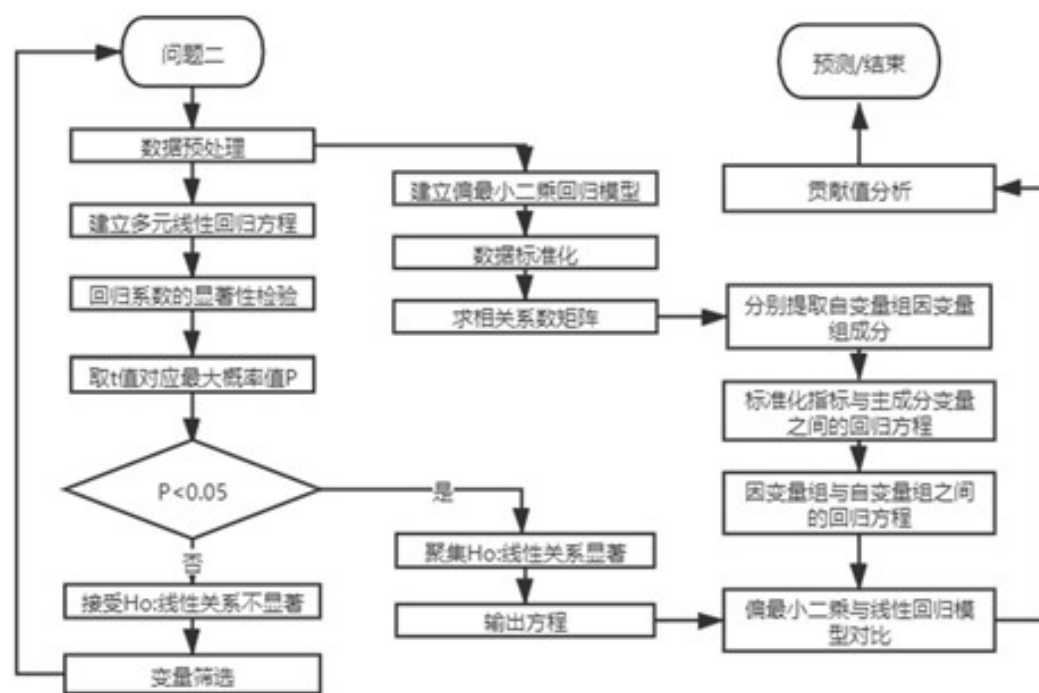 问题二
数据预处理
建立多元线性回归方程
回归系数的显著性检验
取t值对应最大概率值P
P<0.05
是
否
接受Ho:线性关系不显著
变量筛选
建立偏最小二乘回归模型
数据标准化
求相关系数矩阵
聚集Ho:线性关系显著
输出方程
预测/结束
贡献值分析
分别提取自变量组因变量
组成分
标准化指标与主成分变量
之间的回归方程
因变量组与自变量组之间
的回归方程
偏最小二乘与线性回归模
型对比